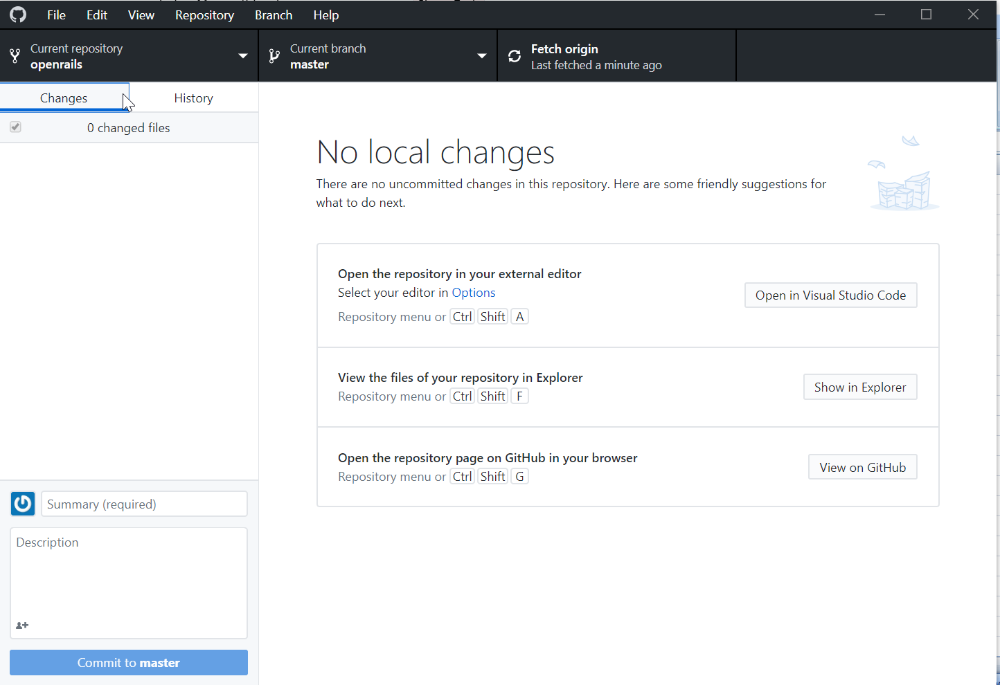 File Edit View Repository Branch Help
Current repository
openrails
Current branch
master
Fetch origin
Last fetched a minute ago
Changes
History
0 changed files
No local changes
There are no uncommitted changes in this repository. Here are some friendly suggestions for
what to do next.
Open the repository in your external editor
Select your editor in Options
Repository menu or Ctrl Shift A
Open in Visual Studio Code
View the files of your repository in Explorer
Repository menu or Ctrl Shift F
Show in Explorer
Open the repository page on GitHub in your browser
Repository menu or Ctrl Shift G
View on GitHub
Summary (required)
Description
Commit to master